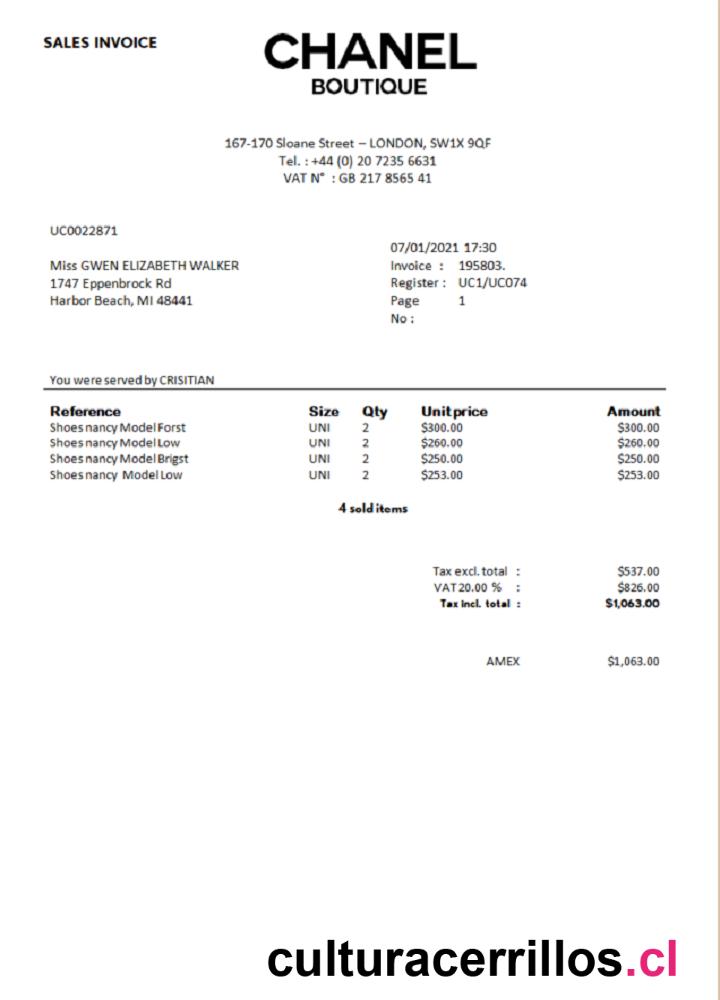 SALES INVOICE
CHANEL
BOUTIQUE
167-170 Sloane Street – LONDON, SW1X 9QF
Tel. : +44 (0) 20 7235 6631
VAT N° : GB 217 8565 41
UC0022871
07/01/2021 17:30
Miss GWEN ELIZABETH WALKER Invoice : 195803.
1747 Eppenbrock Rd Register : UC1/UC074
Harbor Beach, MI 48441 Page 1
No :
You were served by CRISITIAN
Reference Size Qty Unit price Amount
Shoes nancy Model Forst UNI 2 $300.00 $300.00
Shoes nancy Model Low UNI 2 $260.00 $260.00
Shoes nancy Model Brigst UNI 2 $250.00 $250.00
Shoes nancy Model Low UNI 2 $253.00 $253.00
4 sold items
Tax excl. total : $537.00
VAT 20.00 % : $826.00
Tax incl. total : $1,063.00
AMEX $1,063.00
culturacerrillos.cl